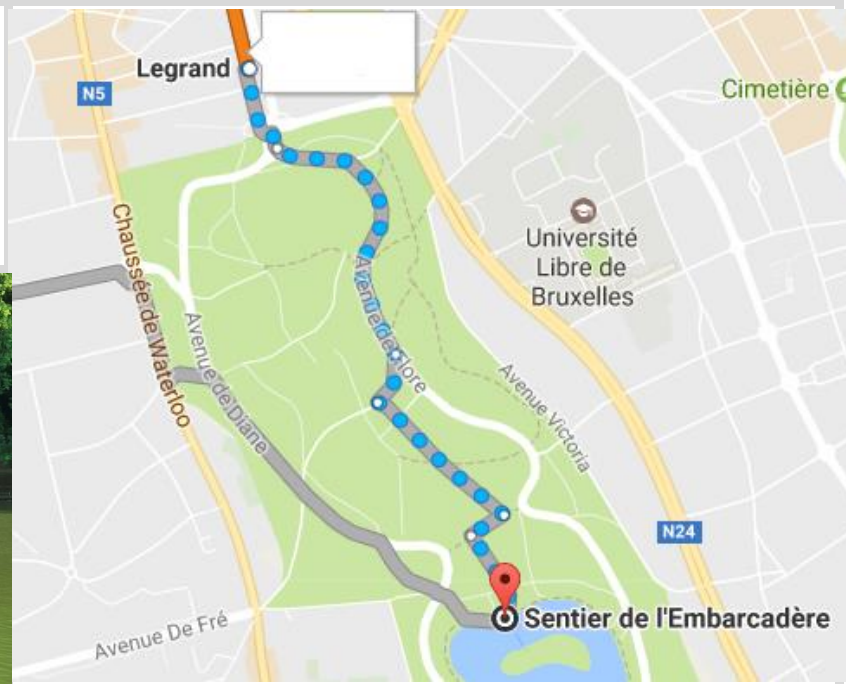 Legrand
N5
Cimetière
Chaussée de Waterloo
Université
Libre de
Bruxelles
Avenue de Flore
Avenue de Diane
Avenue Victoria
N24
Sentier de l'Embarcadère
Avenue De Fré